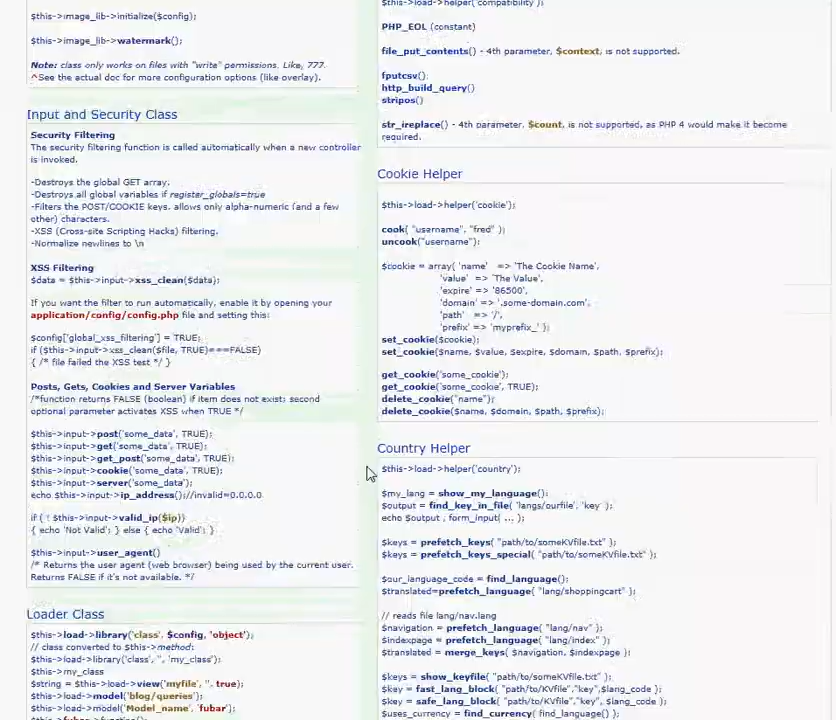 $this->image_lib->initialize($config);
$this->image_lib->watermark();
Note: class only works on files with "write" permissions. Like, 777.
^See the actual doc for more configuration options (like overlay).
Input and Security Class
Security Filtering
The security filtering function is called automatically when a new controller
is invoked.
-Destroys the global GET array.
-Destroys all global variables if register_globals=true
-Filters the POST/COOKIE keys, allows only alpha-numeric (and a few
other) characters.
-XSS (Cross-site Scripting Hacks) filtering.
-Normalize newlines to \n
XSS Filtering
$data = $this->input->xss_clean($data);
If you want the filter to run automatically, enable it by opening your
application/config/config.php file and setting this:
$config['global_xss_filtering'] = TRUE;
if ($this->input->xss_clean($file, TRUE)===FALSE)
{ /* file failed the XSS test */ }
Posts, Gets, Cookies and Server Variables
/*function returns FALSE (boolean) if item does not exist; second
optional parameter activates XSS when TRUE */
$this->input->post('some_data', TRUE);
$this->input->get('some_data', TRUE);
$this->input->get_post('some_data', TRUE);
$this->input->cookie('some_data', TRUE);
$this->input->server('some_data');
echo $this->input->ip_address();//invalid=0.0.0.0
if ( ! $this->input->valid_ip($ip))
{ echo 'Not Valid'; } else { echo 'Valid'; }
$this->input->user_agent()
/* Returns the user agent (web browser) being used by the current user.
Returns FALSE if it's not available. */
Loader Class
$this->load->library('class', $config, 'object');
// class converted to $this->method:
$this->load->library('class', '', 'my_class')
$this->my_class
$string = $this->load->view('myfile', '', true);
$this->load->model('blog/queries');
$this->load->model('Model_name', 'fubar');
$this->fubar->function();
$this->load->helper('compatibility');
PHP_EOL (constant)
file_put_contents() - 4th parameter, $context, is not supported.
fputcsv()
http_build_query()
stripos()
str_ireplace() - 4th parameter, $count, is not supported, as PHP 4 would make it become
required.
Cookie Helper
$this->load->helper('cookie');
cook( "username", "fred" );
uncook("username");
$cookie = array( 'name' => 'The Cookie Name',
'value' => 'The Value',
'expire' => '86500',
'domain' => '.some-domain.com',
'path' => '/',
'prefix' => 'myprefix_' );
set_cookie($cookie);
set_cookie($name, $value, $expire, $domain, $path, $prefix);
get_cookie('some_cookie');
get_cookie('some_cookie', TRUE);
delete_cookie("name");
delete_cookie($name, $domain, $path, $prefix);
Country Helper
$this->load->helper('country');
$my_lang = show_my_language();
$output = find_key_in_file( 'langs/ourfile', 'key' );
echo $output , form_input( ... );
$keys = prefetch_keys( "path/to/someKVfile.txt" );
$keys = prefetch_keys_special( "path/to/someKVfile.txt" );
$our_language_code = find_language();
$translated=prefetch_language( "lang/shoppingcart" );
// reads file lang/nav.lang
$navigation = prefetch_language( "lang/nav" );
$indexpage = prefetch_language( "lang/index" );
$translated = merge_keys( $navigation, $indexpage );
$keys = show_keyfile( "path/to/someKVfile.txt" );
$key = fast_lang_block( "path/to/KVfile","key",$lang_code );
$key = safe_lang_block( "path/to/KVfile","key", $lang_code );
$uses_currency = find_currency( find_language() );